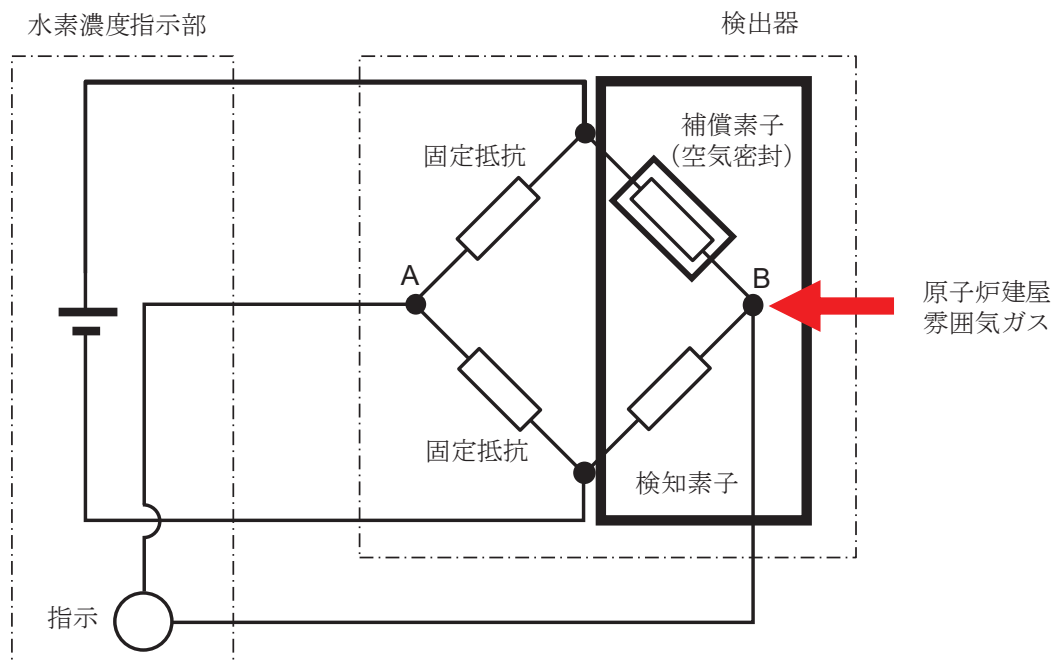 水素濃度指示部
検出器
補償素子
（空気密封）
固定抵抗
A
B
原子炉建屋
雰囲気ガス
固定抵抗
検知素子
指示